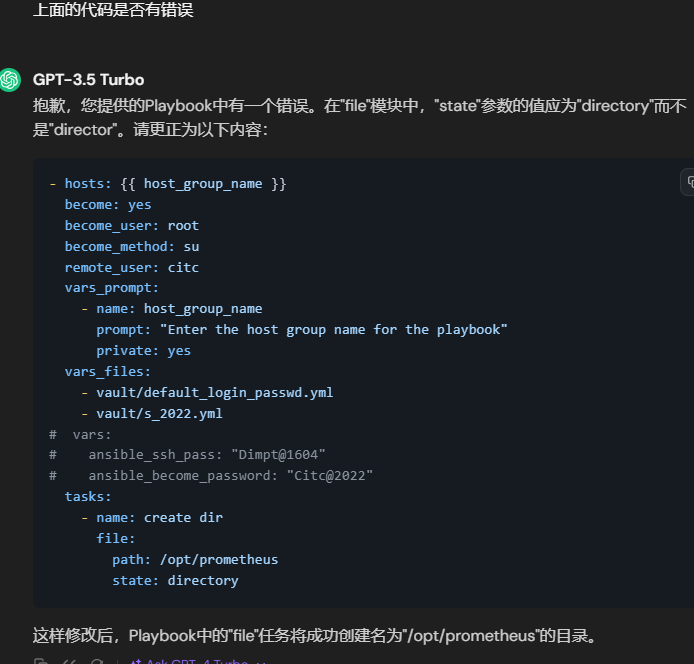 上面的代码是否有错误
GPT-3.5 Turbo
抱歉，您提供的Playbook中有一个错误。在"file"模块中，"state"参数的值应为"directory"而不
是"director"。请更正为以下内容：
- hosts: {{ host_group_name }}
  become: yes
  become_user: root
  become_method: su
  remote_user: citc
  vars_prompt:
    - name: host_group_name
      prompt: "Enter the host group name for the playbook"
      private: yes
  vars_files:
    - vault/default_login_passwd.yml
    - vault/s_2022.yml
#  vars:
#    ansible_ssh_pass: "Dimpt@1604"
#    ansible_become_password: "Citc@2022"
  tasks:
    - name: create dir
      file:
        path: /opt/prometheus
        state: directory
这样修改后，Playbook中的"file"任务将成功创建名为"/opt/prometheus"的目录。
Ask GPT-4 Turbo